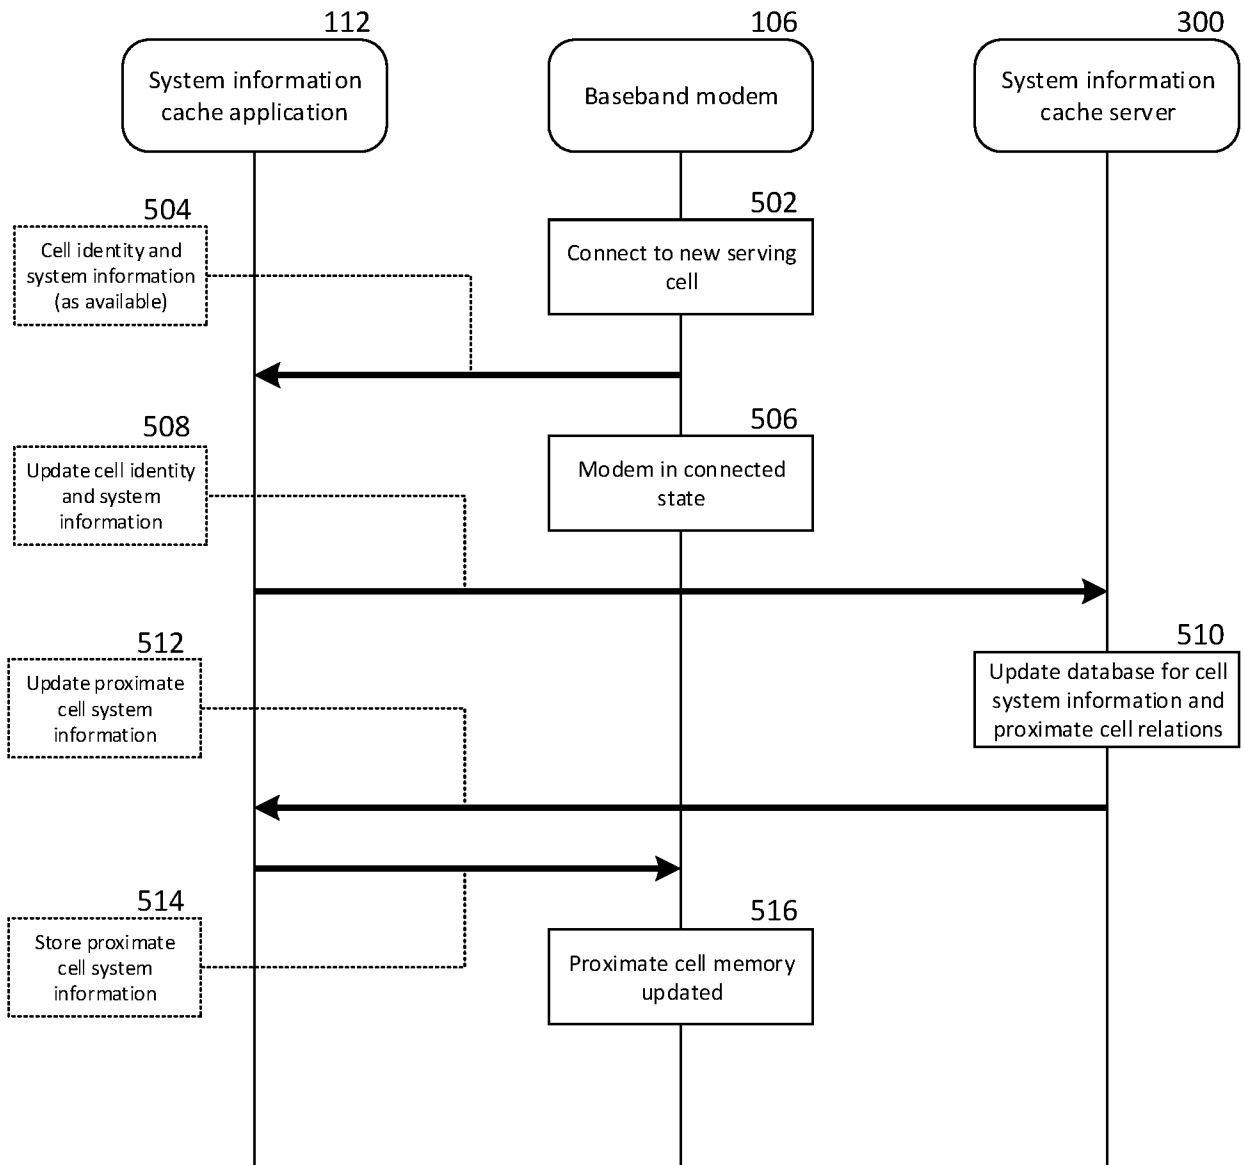 112
106
300
System information
cache application
Baseband modem
System information
cache server
504
Cell identity and
system information
(as available)
502
Connect to new serving
cell
508
Update cell identity
and system
information
506
Modem in connected
state
512
Update proximate
cell system
information
510
Update database for cell
system information and
proximate cell relations
514
Store proximate
cell system
information
516
Proximate cell memory
updated